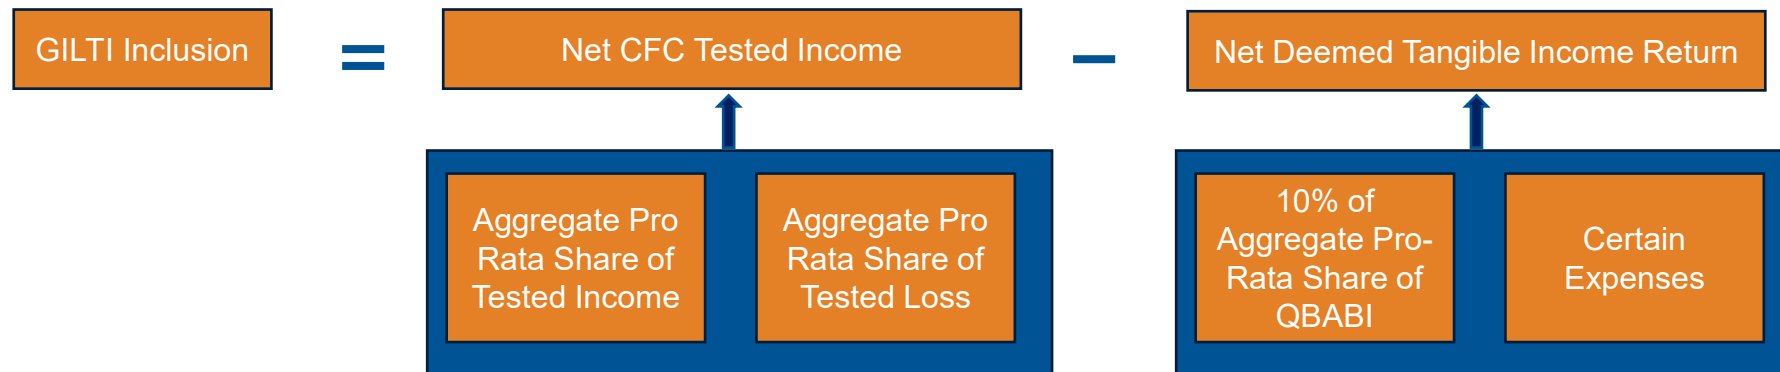 GILTI Inclusion
=
Net CFC Tested Income
–
Net Deemed Tangible Income Return
Aggregate Pro
Rata Share of
Tested Income
Aggregate Pro
Rata Share of
Tested Loss
10% of
Aggregate Pro-
Rata Share of
QBABI
Certain
Expenses